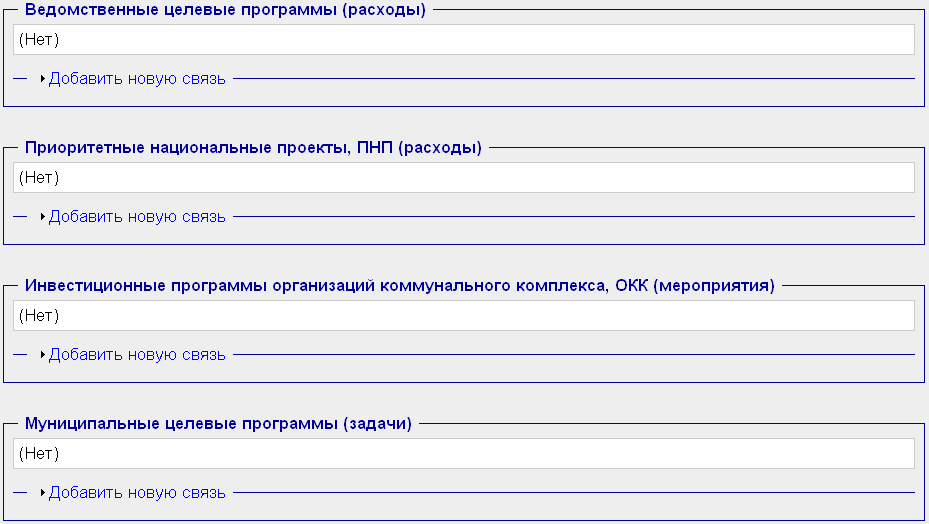 Ведомственные целевые программы (расходы)
(Нет)
Добавить новую связь
Приоритетные национальные проекты, ПНП (расходы)
(Нет)
Добавить новую связь
Инвестиционные программы организаций коммунального комплекса, ОКК (мероприятия)
(Нет)
Добавить новую связь
Муниципальные целевые программы (задачи)
(Нет)
Добавить новую связь